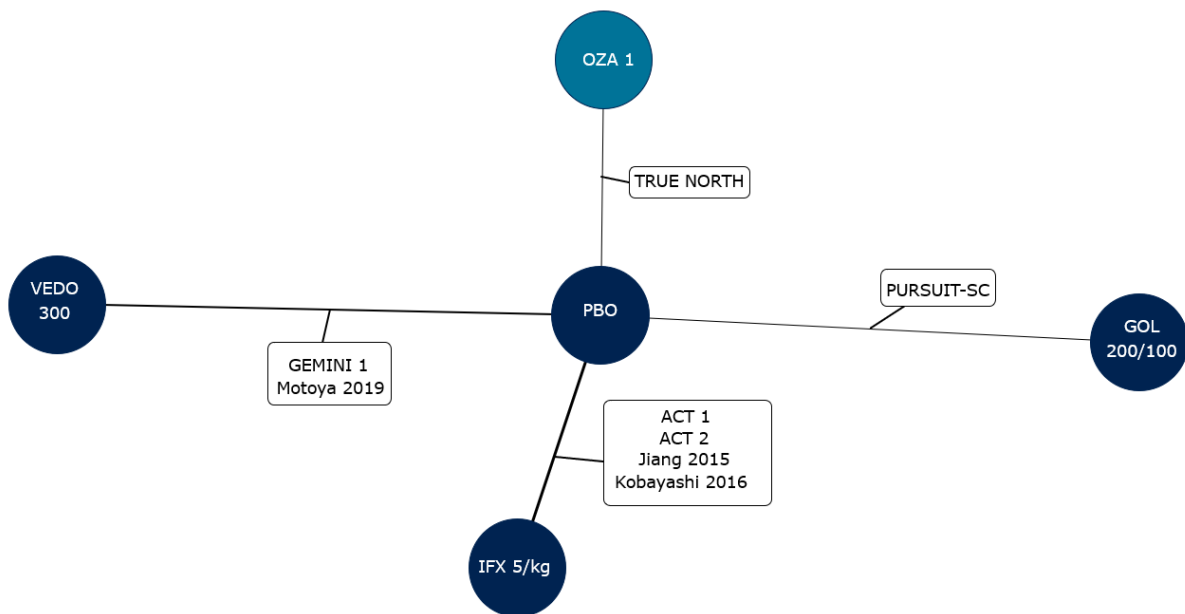 OZA 1
TRUE NORTH
VEDO
300
PBO
PURSUIT-SC
GOL
200/100
GEMINI 1
Motoya 2019
ACT 1
ACT 2
Jiang 2015
Kobayashi 2016
IFX 5/kg